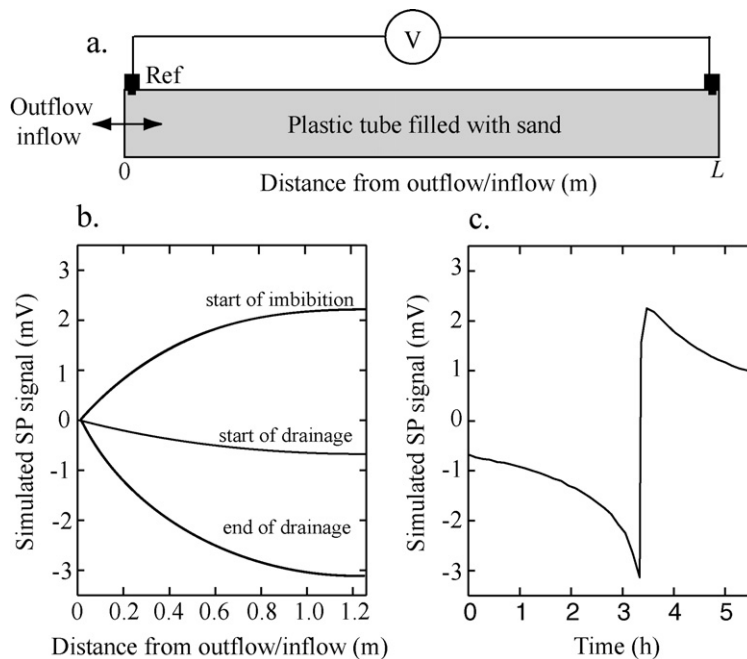 a.
V
Ref
Outflow
inflow
Plastic tube filled with sand
0
Distance from outflow/inflow (m)
L
b.
Simulated SP signal (mV)
3
2
1
0
-1
-2
-3
start of imbibition
start of drainage
end of drainage
0.2 0.4 0.6 0.8 1.0 1.2
Distance from outflow/inflow (m)
c.
Simulated SP signal (mV)
3
2
1
0
-1
-2
-3
0 1 2 3 4 5
Time (h)